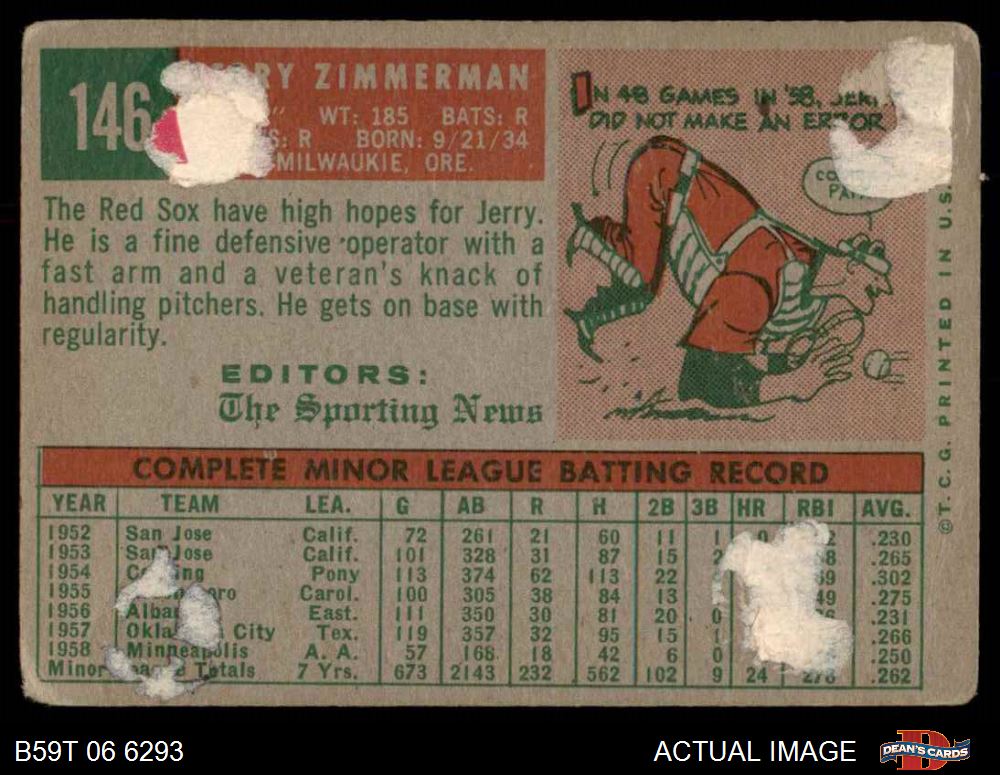 146
ZIMMERMAN
WT: 185 BATS: R
R BORN: 9/21/34
MILWAUKIE, ORE.
The Red Sox have high hopes for Jerry.
He is a fine defensive operator with a
fast arm and a veteran's knack of
handling pitchers. He gets on base with
regularity.
EDITORS:
The Sporting News
IN 48 GAMES IN '58,
DID NOT MAKE AN ERROR
©T. C. G. PRINTED IN U.S.
COMPLETE MINOR LEAGUE BATTING RECORD
YEAR TEAM LEA. G AB R H 2B 3B HR RBI AVG.
1952 San Jose Calif. 72 261 21 60 11 1 0 .230
1953 San Jose Calif. 101 328 31 87 15 2 .265
1954 Pony 113 374 62 113 22 .302
1955 Carol. 100 305 38 84 13 49 .275
1956 East. 111 350 30 81 20 0 .231
1957 City Tex. 119 357 32 95 15 1 .266
1958 Minneapolis A. A. 57 168 18 42 6 0 .250
Minor Totals 7 Yrs. 673 2143 232 562 102 9 24 278 .262
B59T 06 6293
ACTUAL IMAGE
DEAN'S CARDS